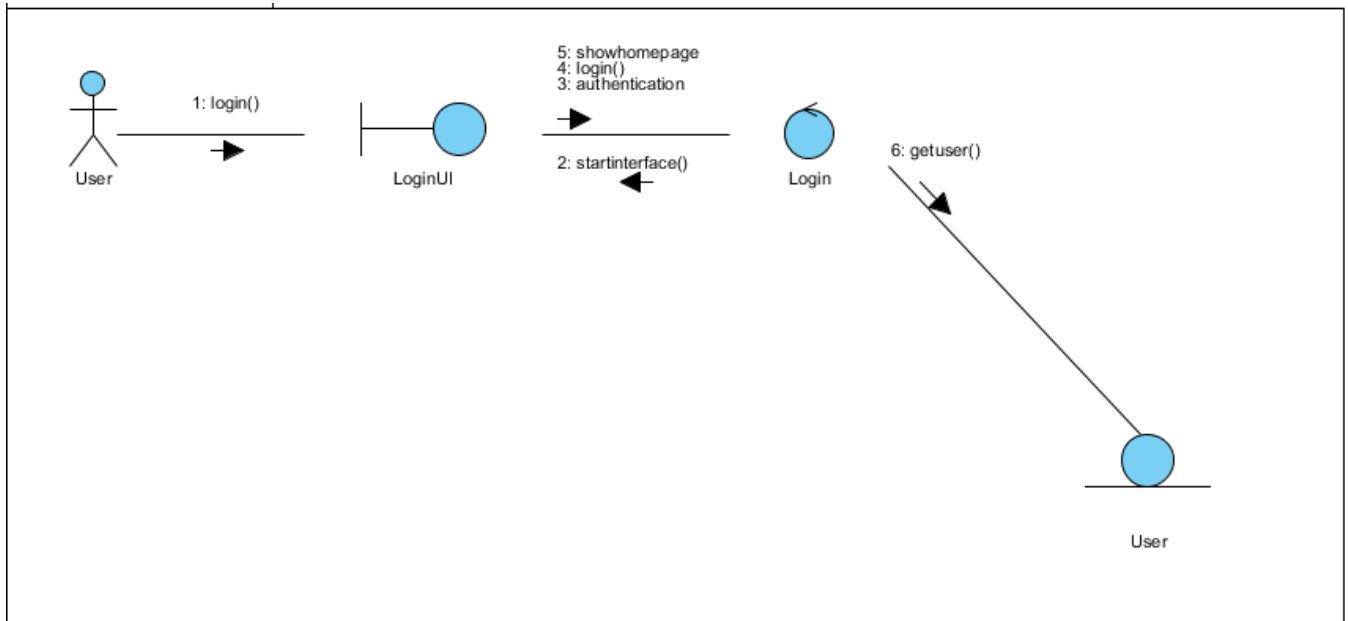 5: showhomepage
4: login()
3: authentication
1: login()
2: startinterface()
6: getuser()
User
LoginUI
Login
User